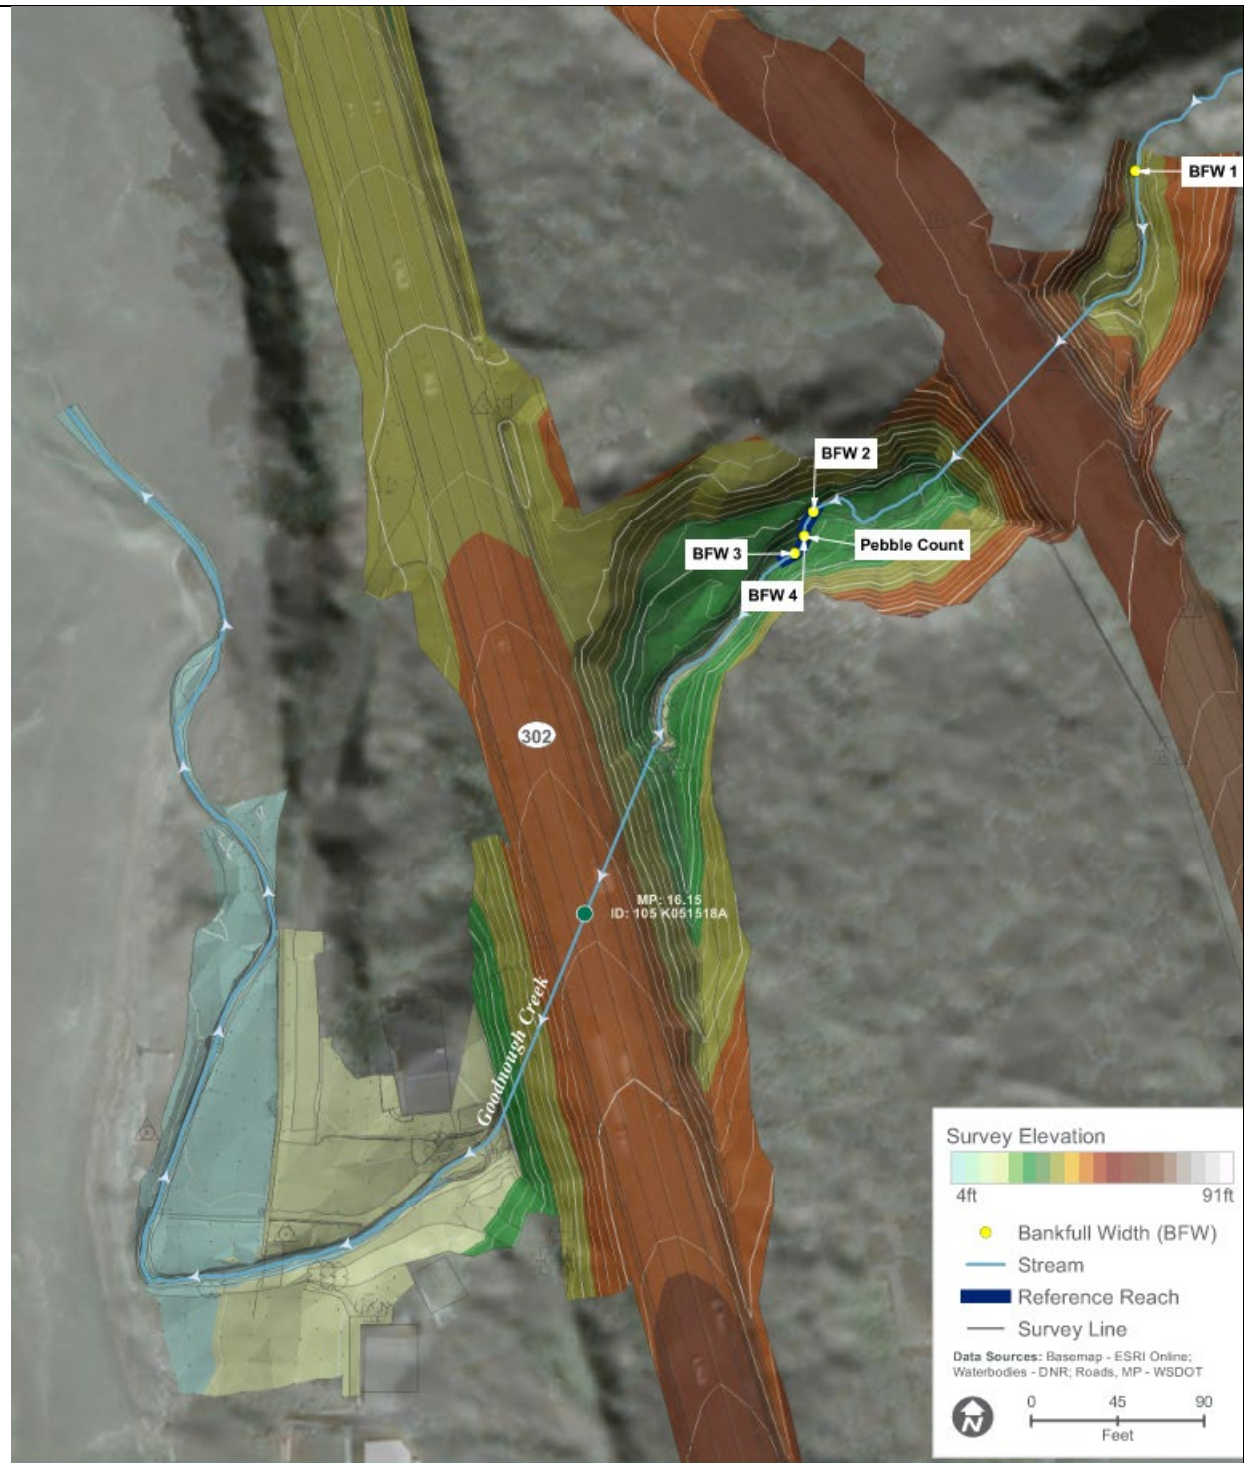 BFW 1
BFW 2
Pebble Count
BFW 3
BFW 4
302
MP: 16.15
ID: 105 K051518A
Goodnough Creek
Survey Elevation
4ft
91ft
Bankfull Width (BFW)
Stream
Reference Reach
Survey Line
Data Sources: Basemap - ESRI Online;
Waterbodies - DNR; Roads, MP - WSDOT
N
0 45 90
Feet